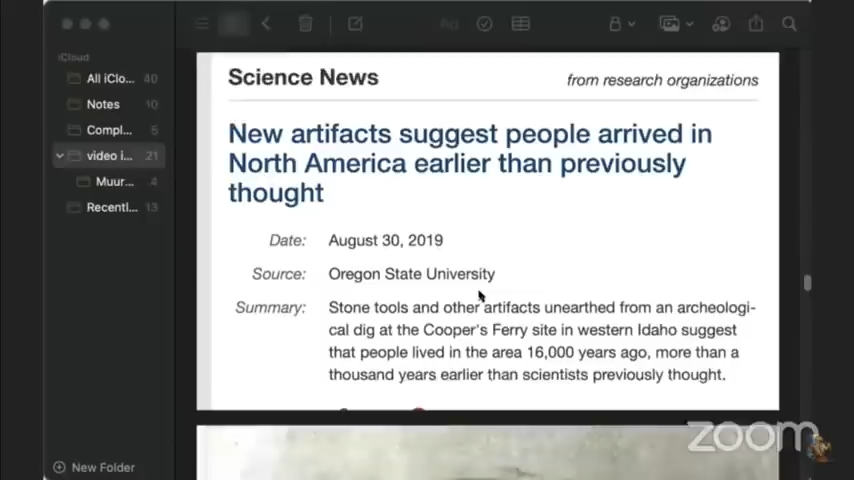 iCloud
All iClo... 40
Notes 10
Compl... 5
video i... 21
Muur... 4
Recentl... 13
New Folder
Aa
Science News
from research organizations
New artifacts suggest people arrived in
North America earlier than previously
thought
Date: August 30, 2019
Source: Oregon State University
Summary: Stone tools and other artifacts unearthed from an archeologi-
cal dig at the Cooper's Ferry site in western Idaho suggest
that people lived in the area 16,000 years ago, more than a
thousand years earlier than scientists previously thought.
zoom